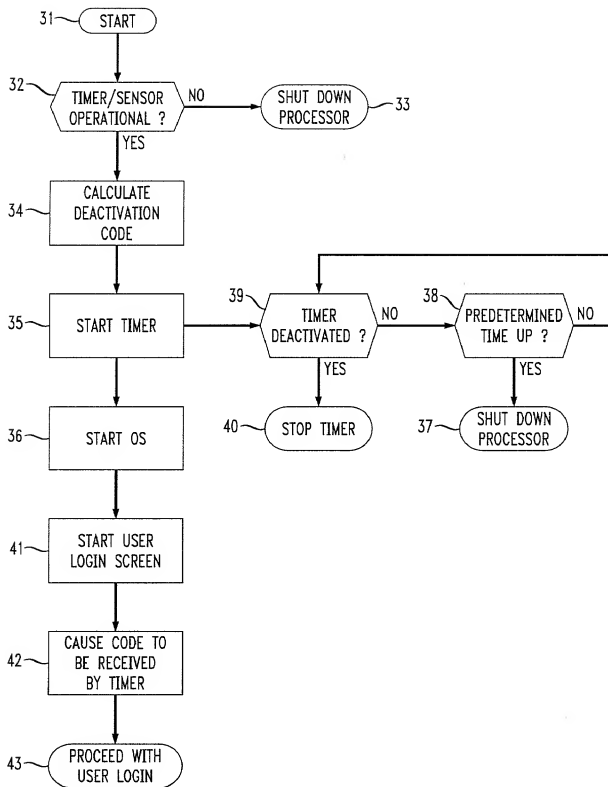 31
START
32
TIMER/SENSOR
OPERATIONAL ?
NO
SHUT DOWN
PROCESSOR
33
YES
34
CALCULATE
DEACTIVATION
CODE
35
START TIMER
39
TIMER
DEACTIVATED ?
NO
38
PREDETERMINED
TIME UP ?
NO
YES
YES
36
START OS
40
STOP TIMER
37
SHUT DOWN
PROCESSOR
41
START USER
LOGIN SCREEN
42
CAUSE CODE TO
BE RECEIVED
BY TIMER
43
PROCEED WITH
USER LOGIN